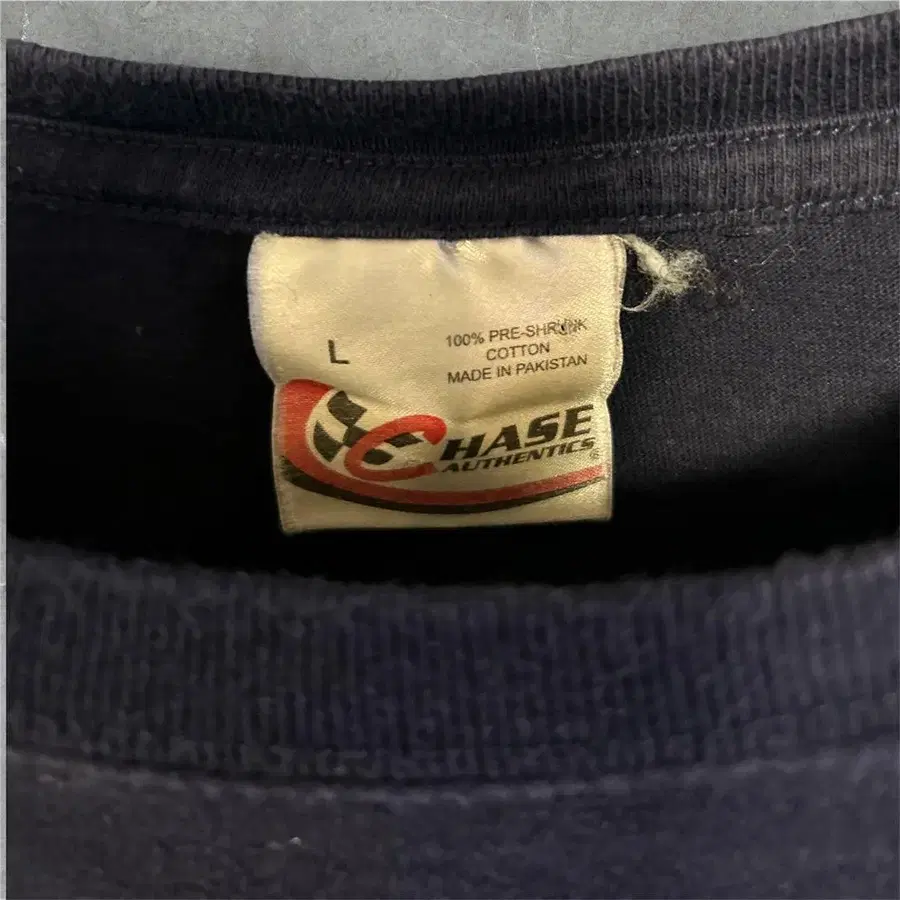 L
100% PRE-SHRUNK
COTTON
MADE IN PAKISTAN
CHASE
AUTHENTICS®